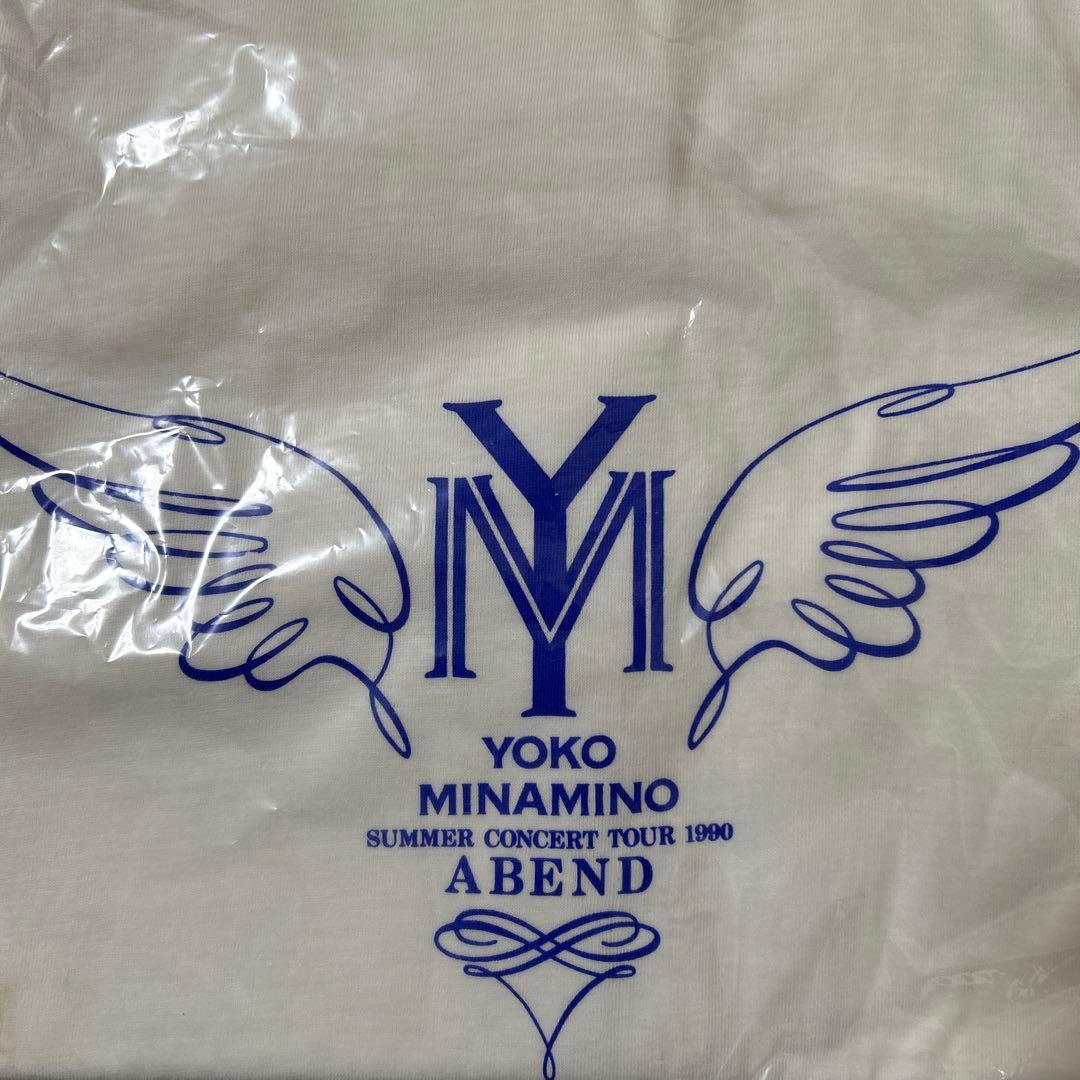 YM
YOKO
MINAMINO
SUMMER CONCERT TOUR 1990
ABEND